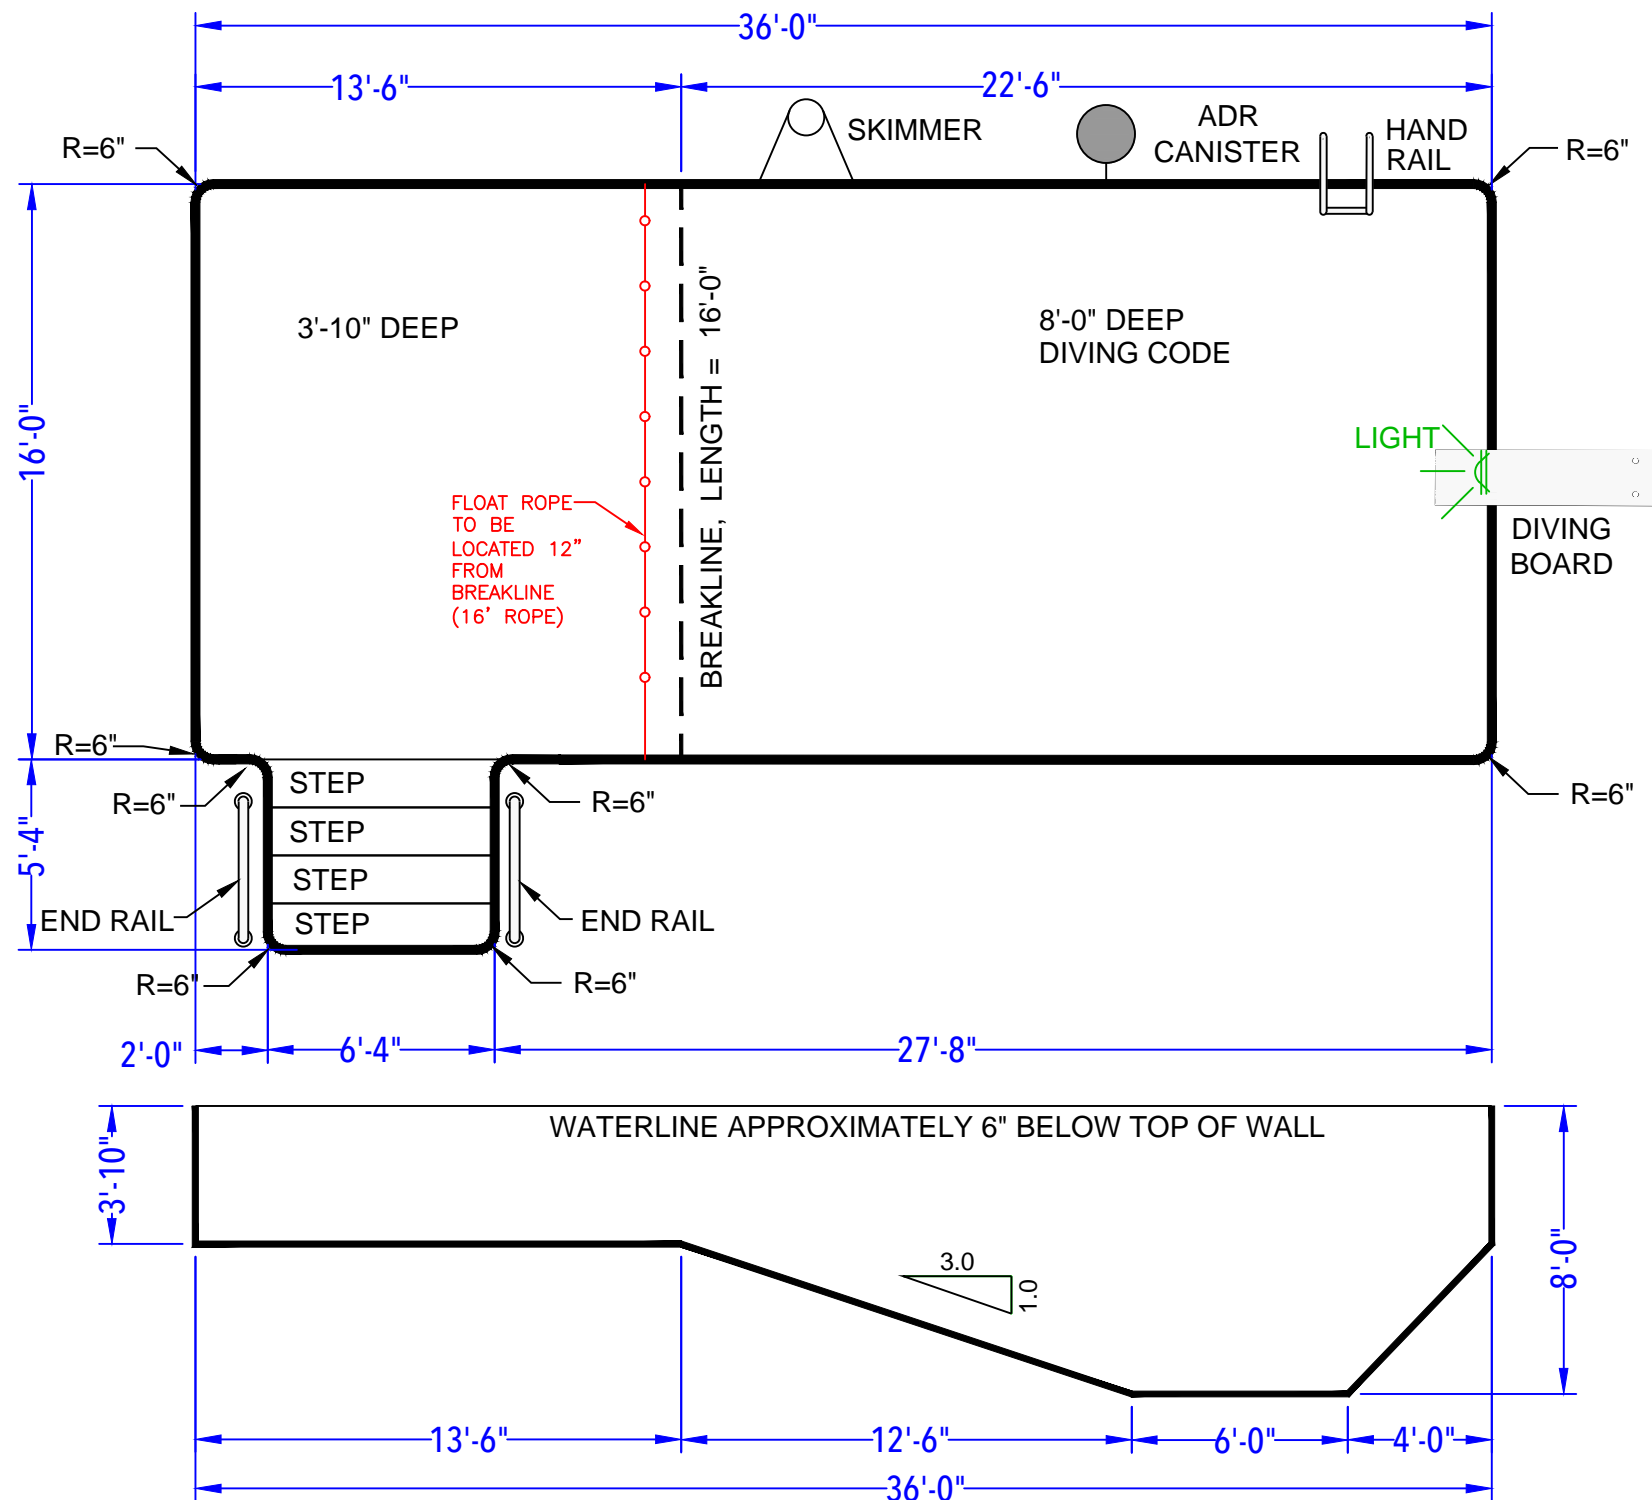 36'-0"
13'-6"
22'-6"
SKIMMER
ADR
CANISTER
HAND
RAIL
R=6"
R=6"
3'-10" DEEP
8'-0" DEEP
DIVING CODE
BREAKLINE, LENGTH = 16'-0"
16'-0"
LIGHT
FLOAT ROPE
TO BE
LOCATED 12"
FROM
BREAKLINE
(16' ROPE)
DIVING
BOARD
R=6"
STEP
STEP
STEP
STEP
R=6"
R=6"
R=6"
5'-4"
END RAIL
END RAIL
R=6"
R=6"
2'-0"
6'-4"
27'-8"
WATERLINE APPROXIMATELY 6" BELOW TOP OF WALL
3'-10"
3.0
1.0
8'-0"
13'-6"
12'-6"
6'-0"
4'-0"
36'-0"